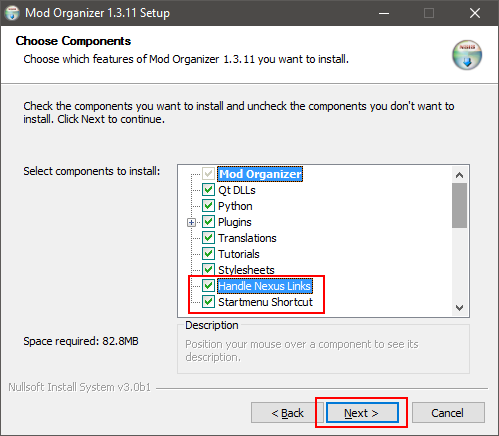 Mod Organizer 1.3.11 Setup
Choose Components
Choose which features of Mod Organizer 1.3.11 you want to install.
Check the components you want to install and uncheck the components you don't want to
install. Click Next to continue.
Select components to install:
Mod Organizer
Qt DLLs
Python
Plugins
Translations
Tutorials
Stylesheets
Handle Nexus Links
Startmenu Shortcut
Space required: 82.8MB
Description
Position your mouse over a component to see its
description.
Nullsoft Install System v3.0b1
< Back
Next >
Cancel